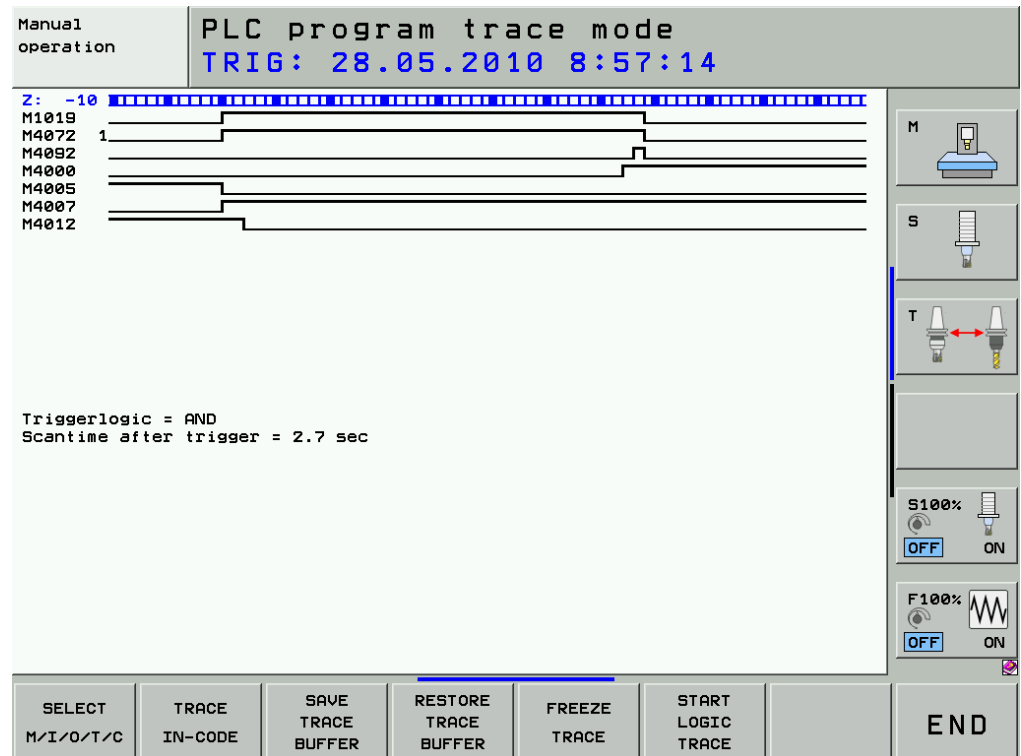 Manual
operation
PLC program trace mode
TRIG: 28.05.2010 8:57:14
Z: -10
M1019
M4072 1
M4092
M4000
M4005
M4007
M4012
Triggerlogic = AND
Scantime after trigger = 2.7 sec
M
S
T
S100%
OFF ON
F100%
OFF ON
SELECT
M/I/O/T/C
TRACE
IN-CODE
SAVE
TRACE
BUFFER
RESTORE
TRACE
BUFFER
FREEZE
TRACE
START
LOGIC
TRACE
END